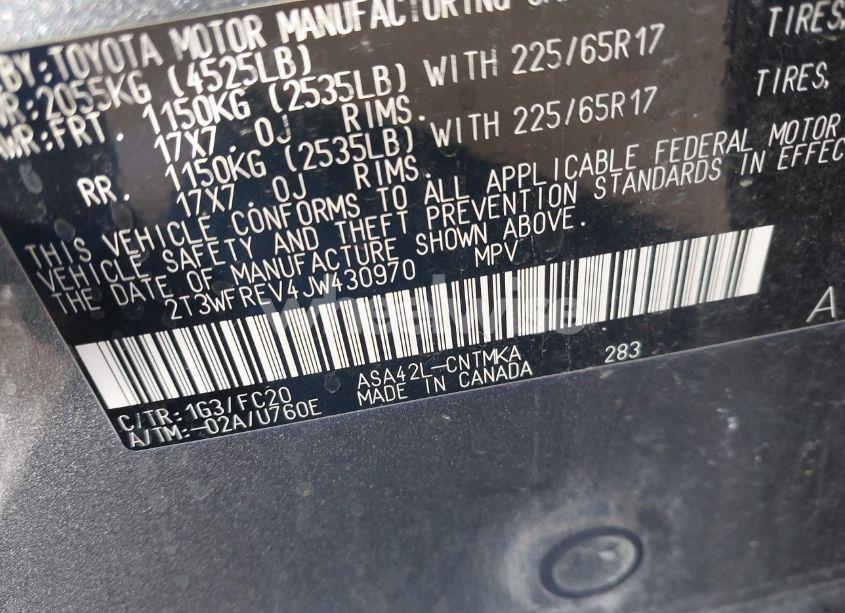 BY:TOYOTA MOTOR MANUFACTURING
2055KG (4525LB)
WR:FRT. 1150KG (2535LB) WITH 225/65R17 TIRES,
17X7.0J RIMS.
RR. 1150KG (2535LB) WITH 225/65R17 TIRES,
17X7.0J RIMS.
THIS VEHICLE CONFORMS TO ALL APPLICABLE FEDERAL MOTOR
VEHICLE SAFETY AND THEFT PREVENTION STANDARDS IN EFFEC
THE DATE OF MANUFACTURE SHOWN ABOVE.
2T3WFREV4JW430970 MPV
wheelwise
C/TR:1G3/FC20 ASA42L-CNTMKA 283 A
A/TM:-02A/U760E MADE IN CANADA